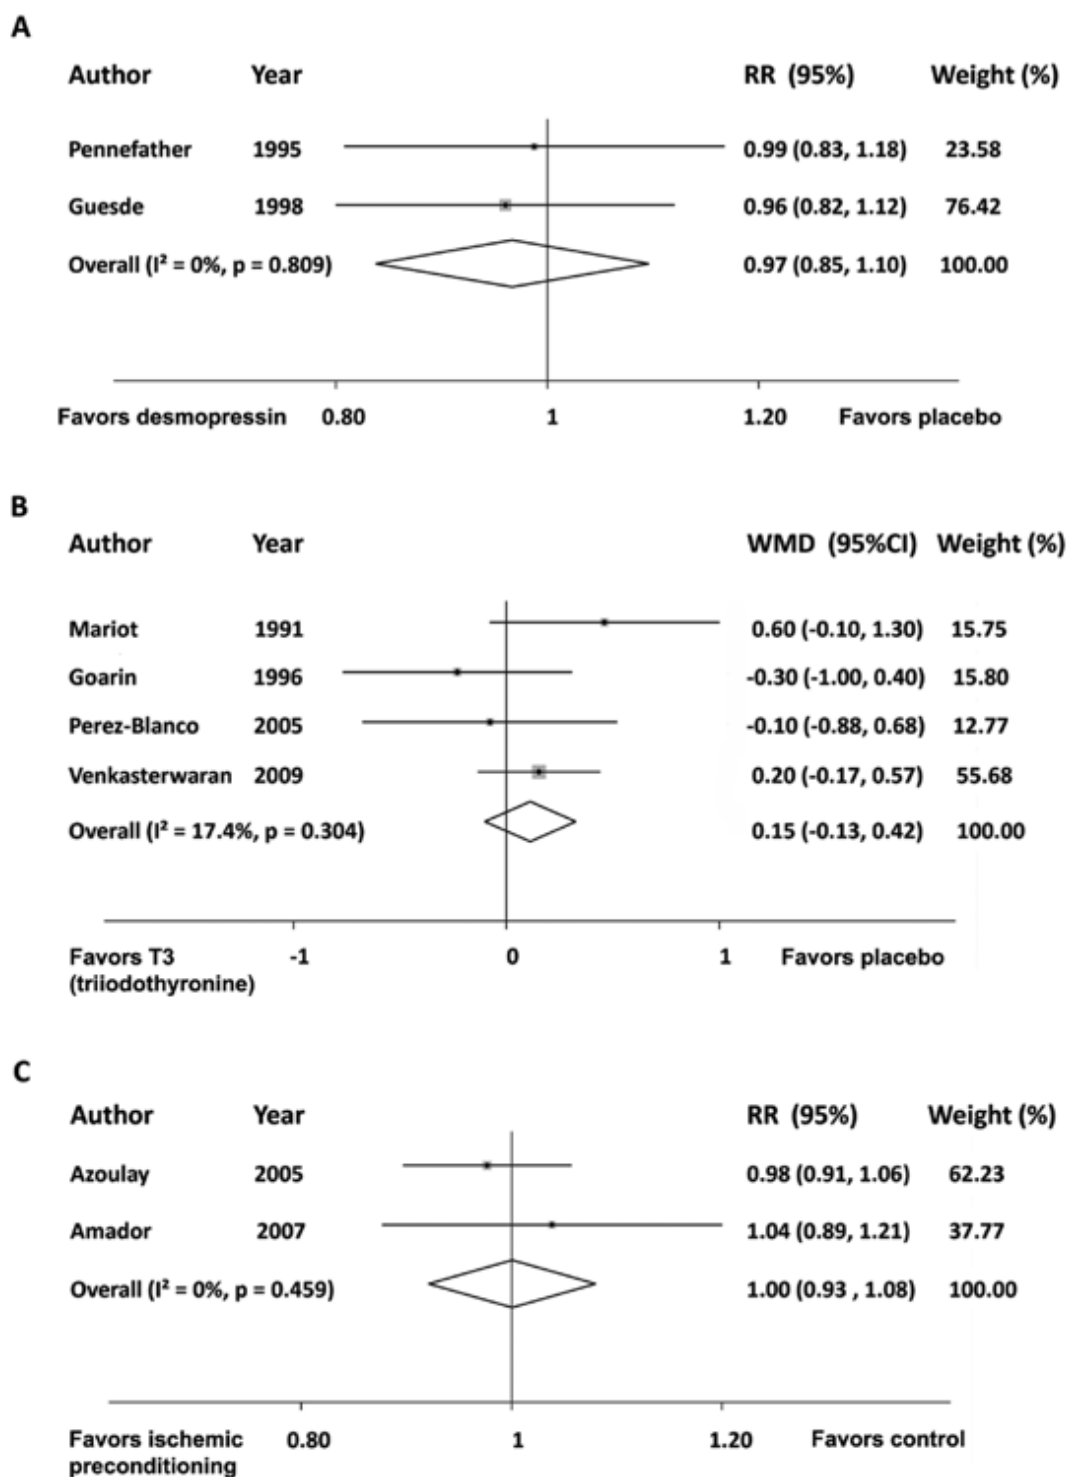 A
Author Year RR (95%) Weight (%)
Pennefather 1995 0.99 (0.83, 1.18) 23.58
Guesde 1998 0.96 (0.82, 1.12) 76.42
Overall (I² = 0%, p = 0.809) 0.97 (0.85, 1.10) 100.00
Favors desmopressin 0.80 1 1.20 Favors placebo
B
Author Year WMD (95%CI) Weight (%)
Mariot 1991 0.60 (-0.10, 1.30) 15.75
Goarin 1996 -0.30 (-1.00, 0.40) 15.80
Perez-Blanco 2005 -0.10 (-0.88, 0.68) 12.77
Venkasterwaran 2009 0.20 (-0.17, 0.57) 55.68
Overall (I² = 17.4%, p = 0.304) 0.15 (-0.13, 0.42) 100.00
Favors T3 -1 0 1 Favors placebo
(triiodothyronine)
C
Author Year RR (95%) Weight (%)
Azoulay 2005 0.98 (0.91, 1.06) 62.23
Amador 2007 1.04 (0.89, 1.21) 37.77
Overall (I² = 0%, p = 0.459) 1.00 (0.93 , 1.08) 100.00
Favors ischemic 0.80 1 1.20 Favors control
preconditioning